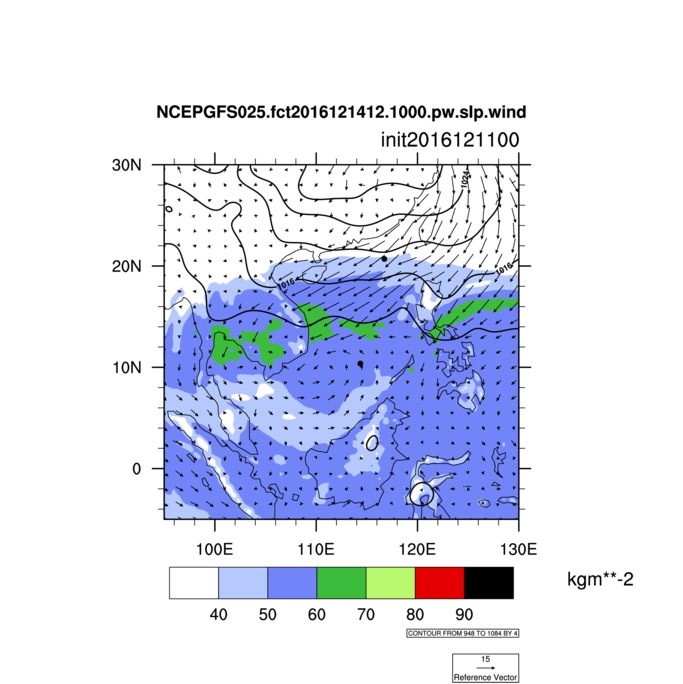 NCEPGFS025.fct2016121412.1000.pw.slp.wind
init2016121100
30N
1024
20N
1016
1016
10N
0
100E 110E 120E 130E
kgm**-2
40 50 60 70 80 90
CONTOUR FROM 948 TO 1084 BY 4
15
Reference Vector